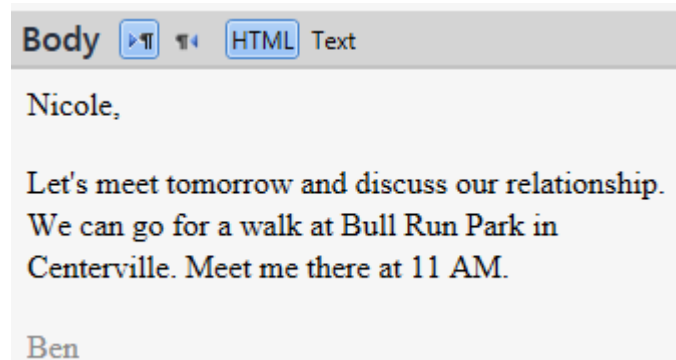 Body HTML Text
Nicole,
Let's meet tomorrow and discuss our relationship.
We can go for a walk at Bull Run Park in
Centerville. Meet me there at 11 AM.
Ben